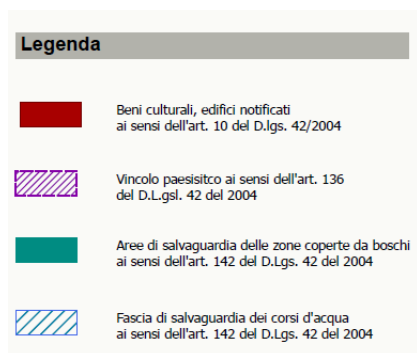 Legenda
Beni culturali, edifici notificati
ai sensi dell'art. 10 del D.lgs. 42/2004
Vincolo paesisitco ai sensi dell'art. 136
del D.L.gsl. 42 del 2004
Aree di salvaguardia delle zone coperte da boschi
ai sensi dell'art. 142 del D.Lgs. 42 del 2004
Fascia di salvaguardia dei corsi d'acqua
ai sensi dell'art. 142 del D.Lgs. 42 del 2004